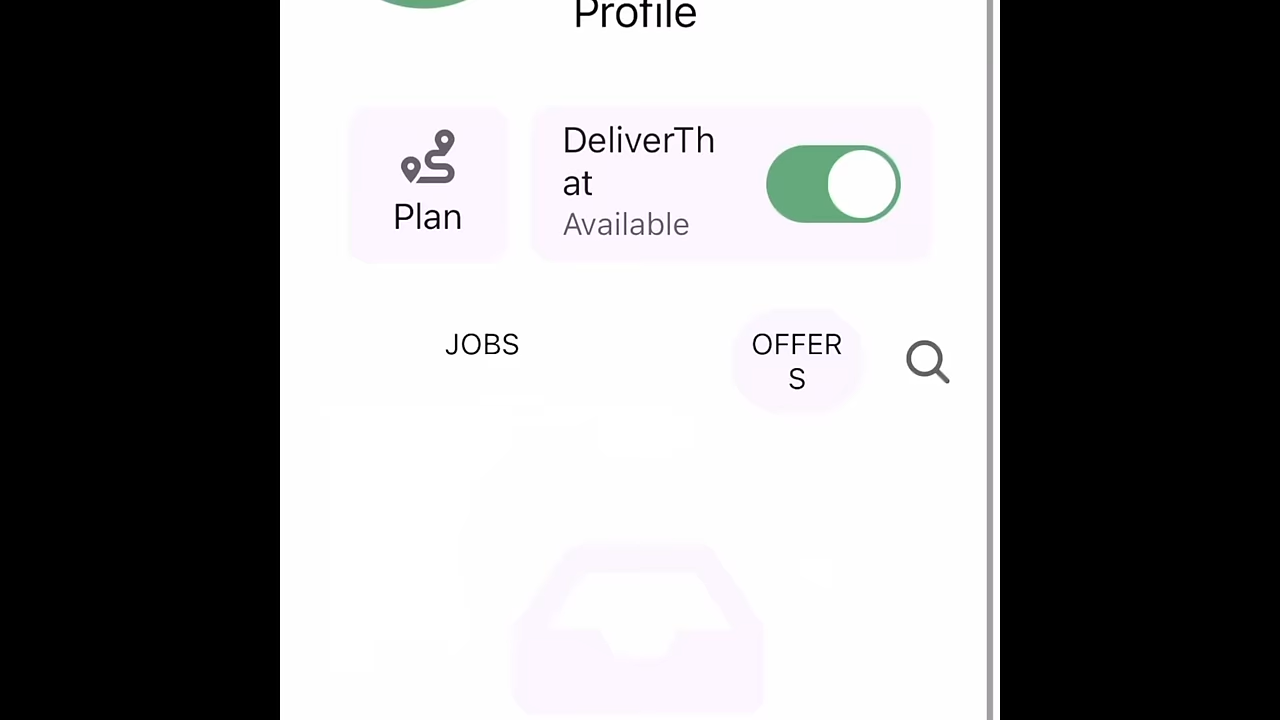 Profile
DeliverTh
at
Available
Plan
JOBS
OFFER
S